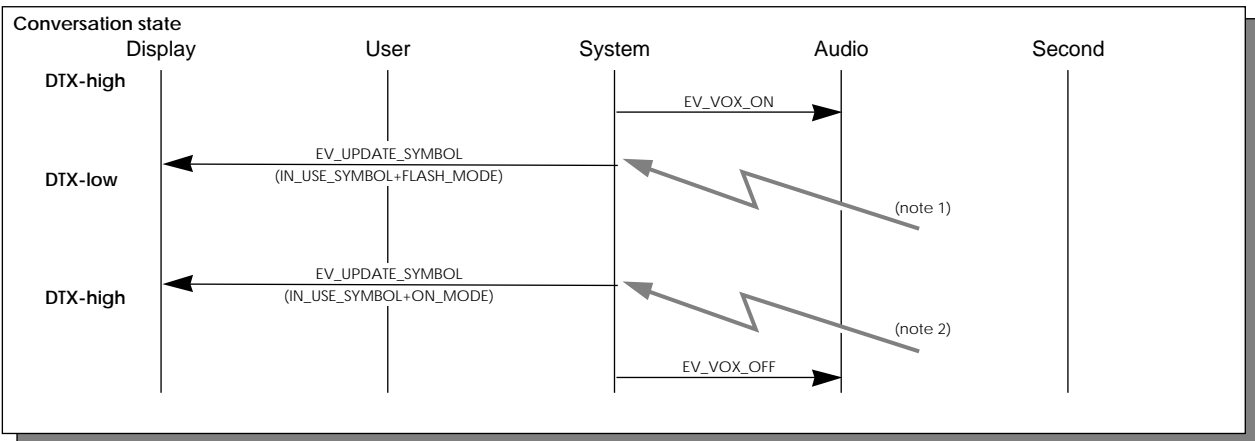 Conversation state
Display User System Audio Second
DTX-high
EV_VOX_ON
EV_UPDATE_SYMBOL
(IN_USE_SYMBOL+FLASH_MODE)
DTX-low
(note 1)
EV_UPDATE_SYMBOL
(IN_USE_SYMBOL+ON_MODE)
DTX-high
(note 2)
EV_VOX_OFF